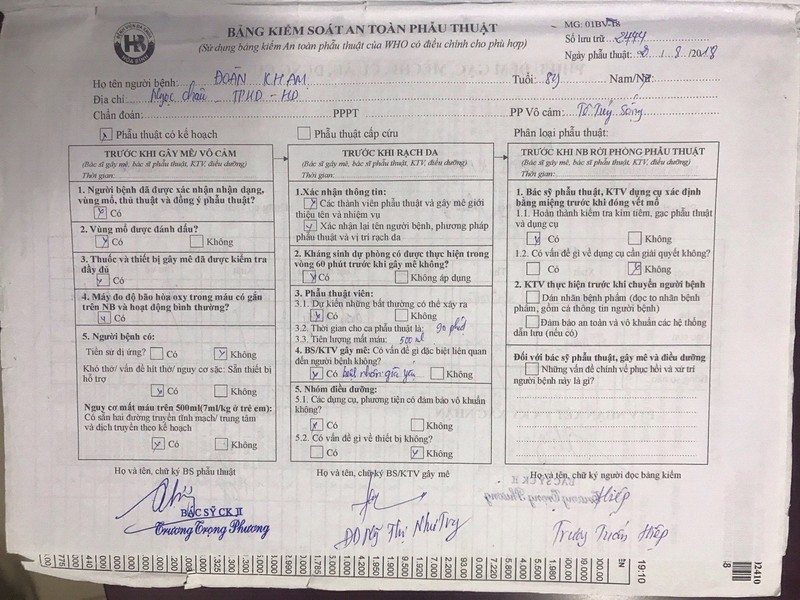 BẢNG KIỂM SOÁT AN TOÀN PHẪU THUẬT
(Sử dụng bảng kiểm An toàn phẫu thuật của WHO có điều chỉnh cho phù hợp)
MG: 01BV-18
Số lưu trữ 2474
Ngày phẫu thuật: 2 / 8 /2018
Họ tên người bệnh: ĐOAN KHAM Tuổi: 84 Nam/Nữ
Địa chỉ: Ngọc Châu TPHD - HD
Chẩn đoán: PPPT PP Vô cảm: Tê Tuỷ Sống
Phẫu thuật có kế hoạch Phẫu thuật cấp cứu Phân loại phẫu thuật:
TRƯỚC KHI GÂY MÊ/ VÔ CẢM
(Bác sĩ gây mê, bác sĩ phẫu thuật, KTV, điều dưỡng)
Thời gian:
1. Người bệnh đã được xác nhận nhận dạng,
vùng mổ, thủ thuật và đồng ý phẫu thuật?
Có
2. Vùng mổ được đánh dấu?
Có Không
3. Thuốc và thiết bị gây mê đã được kiểm tra
đầy đủ
Có
4. Máy đo độ bão hòa oxy trong máu có gắn
trên NB và hoạt động bình thường?
Có
5. Người bệnh có:
Tiền sử dị ứng? Có Không
Khó thở/ vấn đề hít thở/ nguy cơ sặc: Sẵn thiết bị
hỗ trợ
Có Không
Nguy cơ mất máu trên 500ml(7ml/kg ở trẻ em):
Có sẵn hai đường truyền tĩnh mạch/ trung tâm
và dịch truyền theo kế hoạch
Có Không
TRƯỚC KHI RẠCH DA
(Bác sĩ gây mê, bác sĩ phẫu thuật, KTV, điều dưỡng)
Thời gian:
1.Xác nhận thông tin:
Các thành viên phẫu thuật và gây mê giới
thiệu tên và nhiệm vụ
Xác nhận lại tên người bệnh, phương pháp
phẫu thuật và vị trí rạch da
2. Kháng sinh dự phòng có được thực hiện trong
vòng 60 phút trước khi gây mê không?
Có Không áp dụng
3. Phẫu thuật viên:
3.1. Dự kiến những bất thường có thể xảy ra
Có Không
3.2. Thời gian cho ca phẫu thuật là: 90 phút
3.3. Tiên lượng mất máu: 500 ml
4. BS/KTV gây mê: Có vấn đề gì đặc biệt liên quan
đến người bệnh không?
Có bệnh nhân già yếu Không
5. Nhóm điều dưỡng:
5.1. Các dụng cụ, phương tiện có đảm bảo vô khuẩn
không?
Có Không
5.2. Có vấn đề gì về thiết bị không?
Có Không
TRƯỚC KHI NB RỜI PHÒNG PHẪU THUẬT
(Bác sĩ gây mê, bác sĩ phẫu thuật, KTV, điều dưỡng)
Thời gian:
1. Bác sỹ phẫu thuật, KTV dụng cụ xác định
bằng miệng trước khi đóng vết mổ
1.1. Hoàn thành kiểm tra kim tiêm, gạc phẫu thuật
và dụng cụ
Có Không
1.2. Có vấn đề gì về dụng cụ cần giải quyết không?
Có Không
2. KTV thực hiện trước khi chuyển người bệnh
Dán nhãn bệnh phẩm (đọc to nhãn bệnh
phẩm, gồm cả thông tin người bệnh)
Đảm bảo an toàn và vô khuẩn các hệ thống
dẫn lưu (nếu có)
Đối với bác sỹ phẫu thuật, gây mê và điều dưỡng
Những vấn đề chính về phục hồi và xử trí
người bệnh này là gì?
Họ và tên, chữ ký BS phẫu thuật
BÁC SỸ CK II
Trương Trọng Phương
Họ và tên, chữ ký BS/KTV gây mê
Họ và tên, chữ ký người đọc bảng kiểm
Hiệp
Tuấn Hiệp